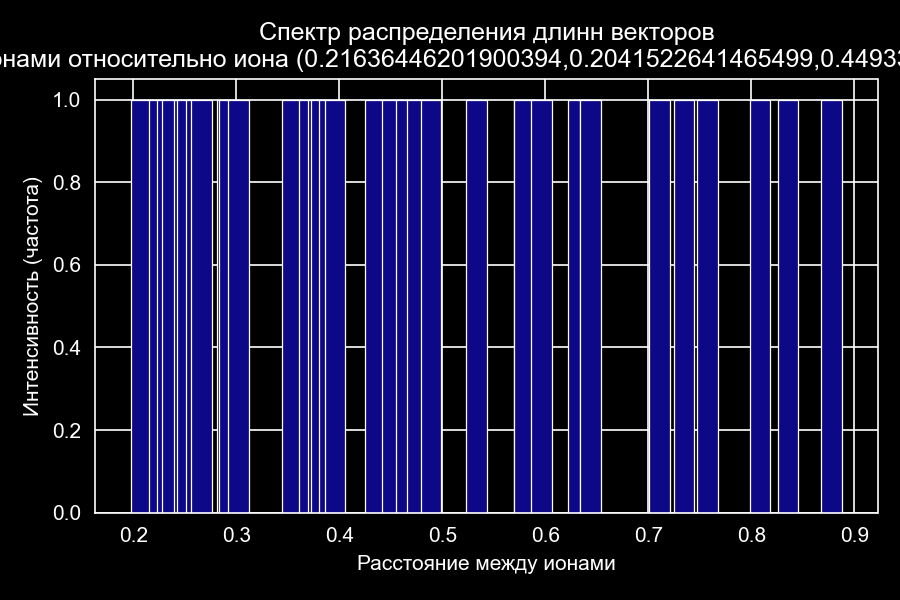 Спектр распределения длинн векторов
онами относительно иона (0.21636446201900394,0.2041522641465499,0.4493
Интенсивность (частота)
1.0
0.8
0.6
0.4
0.2
0.0
0.2 0.3 0.4 0.5 0.6 0.7 0.8 0.9
Расстояние между ионами